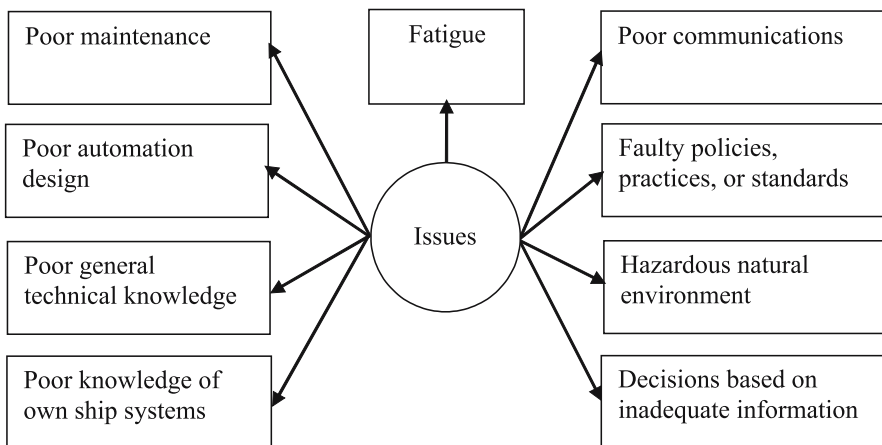 Poor maintenance
Fatigue
Poor communications
Poor automation
design
Faulty policies,
practices, or standards
Issues
Poor general
technical knowledge
Hazardous natural
environment
Poor knowledge of
own ship systems
Decisions based on
inadequate information